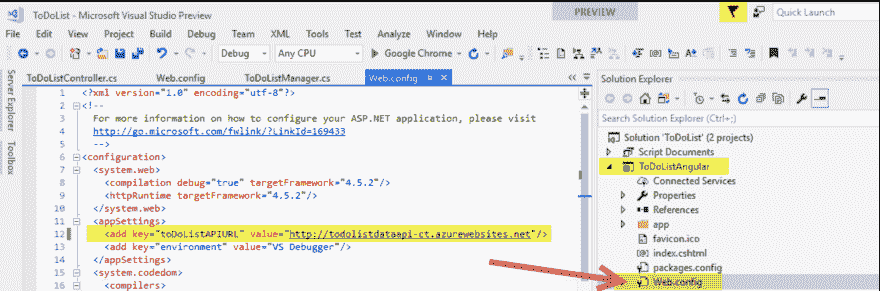 ToDoList - Microsoft Visual Studio Preview
PREVIEW
Quick Launch
File Edit View Project Build Debug Team XML Tools Test Analyze Window Help
Debug Any CPU Google Chrome
Server Explorer
Toolbox
ToDoListController.cs Web.config ToDoListManager.cs Web.config
1 <?xml version="1.0" encoding="utf-8"?>
2 <!--
3 For more information on how to configure your ASP.NET application, please visit
4 http://go.microsoft.com/fwlink/?LinkId=169433
5 -->
6 <configuration>
7 <system.web>
8 <compilation debug="true" targetFramework="4.5.2"/>
9 <httpRuntime targetFramework="4.5.2"/>
10 </system.web>
11 <appSettings>
12 <add key="toDoListAPIURL" value="http://todolistdataapi-ct.azurewebsites.net"/>
13 <add key="environment" value="VS Debugger"/>
14 </appSettings>
15 <system.codedom>
16 <compilers>
Solution Explorer
Search Solution Explorer (Ctrl+;)
Solution 'ToDoList' (2 projects)
Script Documents
ToDoListAngular
Connected Services
Properties
References
app
favicon.ico
index.cshtml
packages.config
Web.config